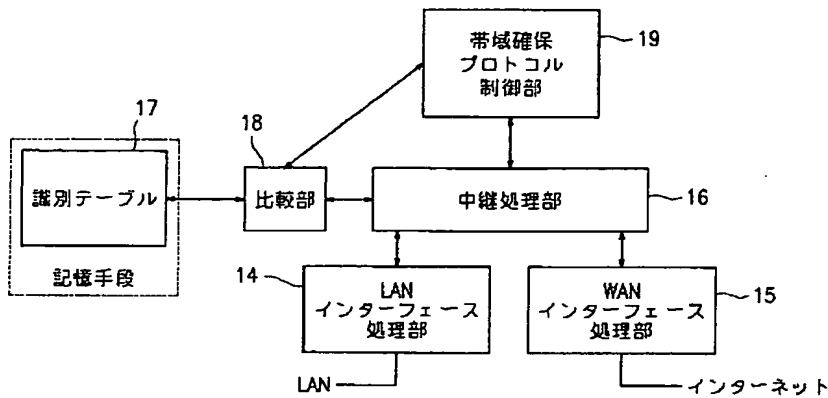 帯域確保
プロトコル
制御部
19
17
18
識別テーブル
比較部
中継処理部
16
記憶手段
14
LAN
インターフェース
処理部
WAN
インターフェース
処理部
15
LAN
インターネット